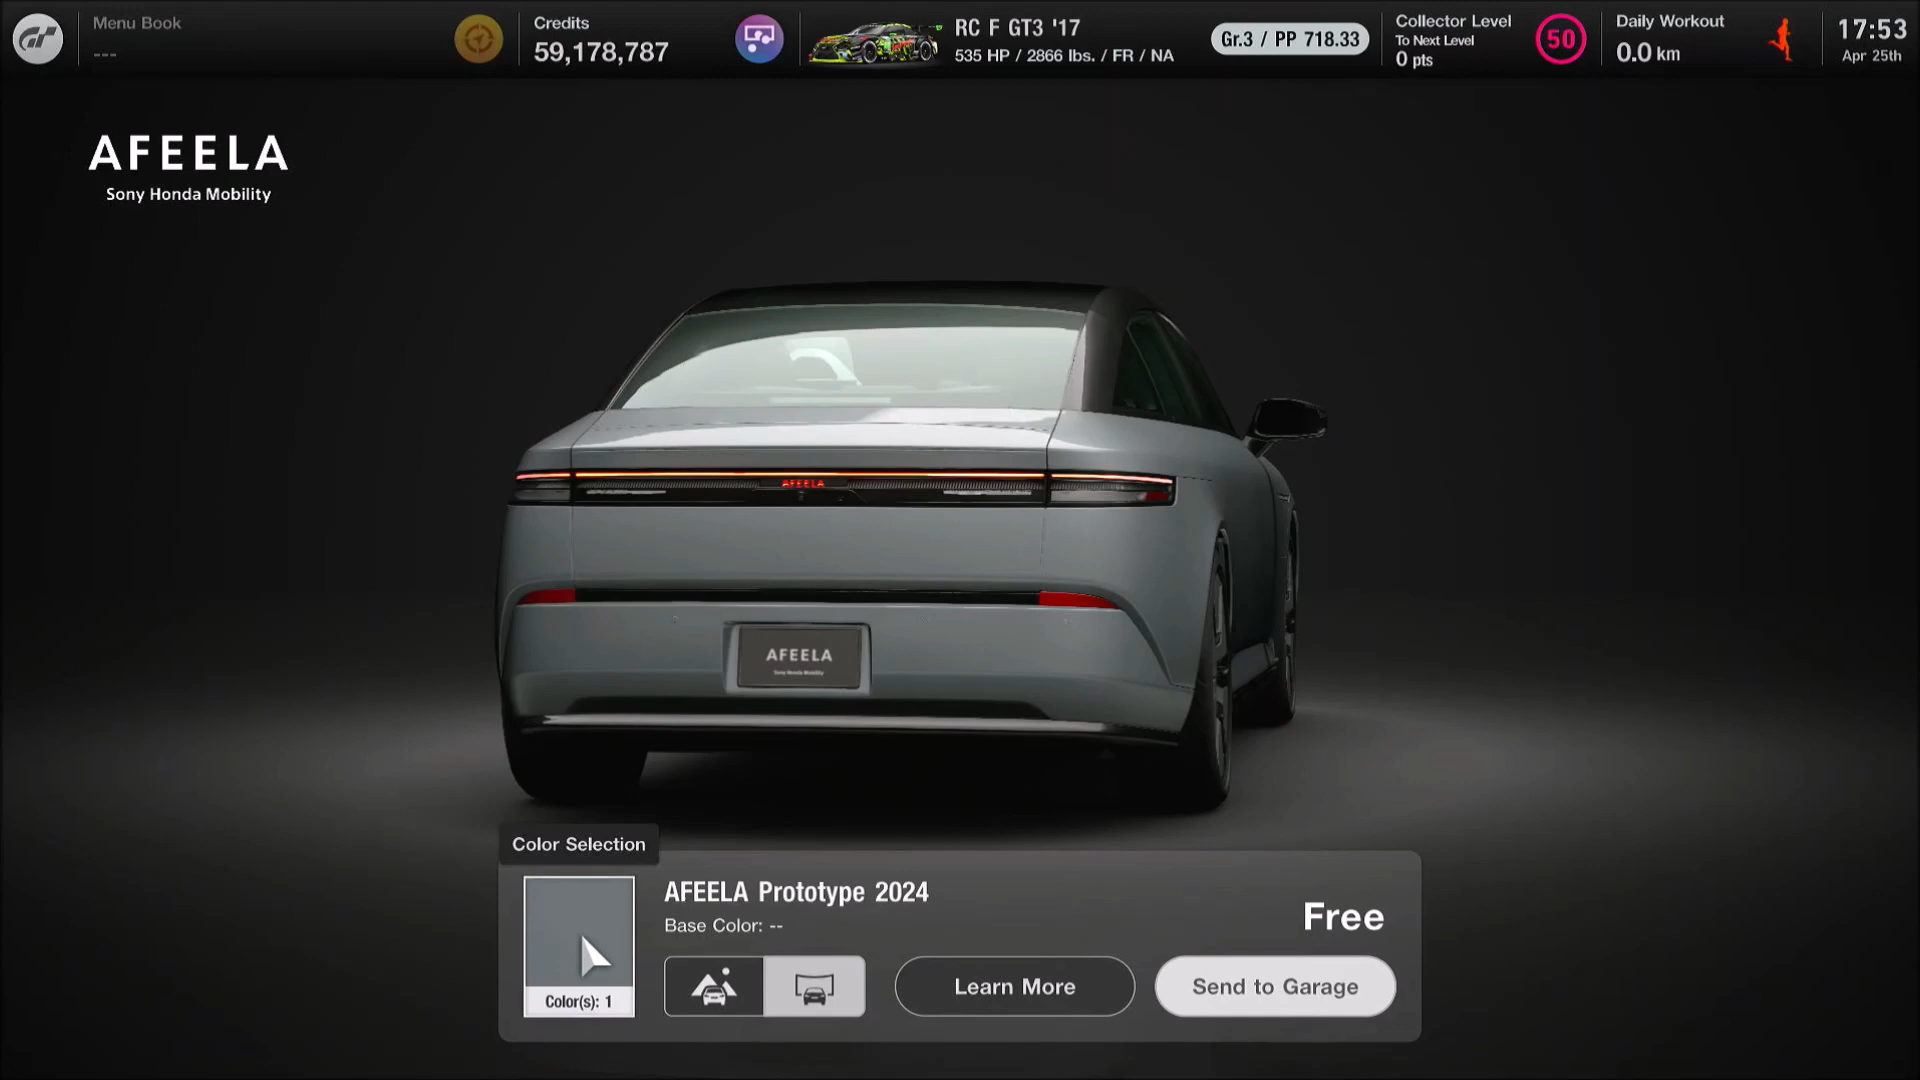 Menu Book
---
Credits
59,178,787
RC F GT3 '17
535 HP / 2866 lbs. / FR / NA
Gr.3 / PP 718.33
Collector Level
To Next Level
0 pts
50
Daily Workout
0.0 km
17:53
Apr 25th
AFEELA
Sony Honda Mobility
AFEELA
AFEELA
Sony Honda Mobility
Color Selection
Color(s): 1
AFEELA Prototype 2024
Base Color: --
Free
Learn More
Send to Garage